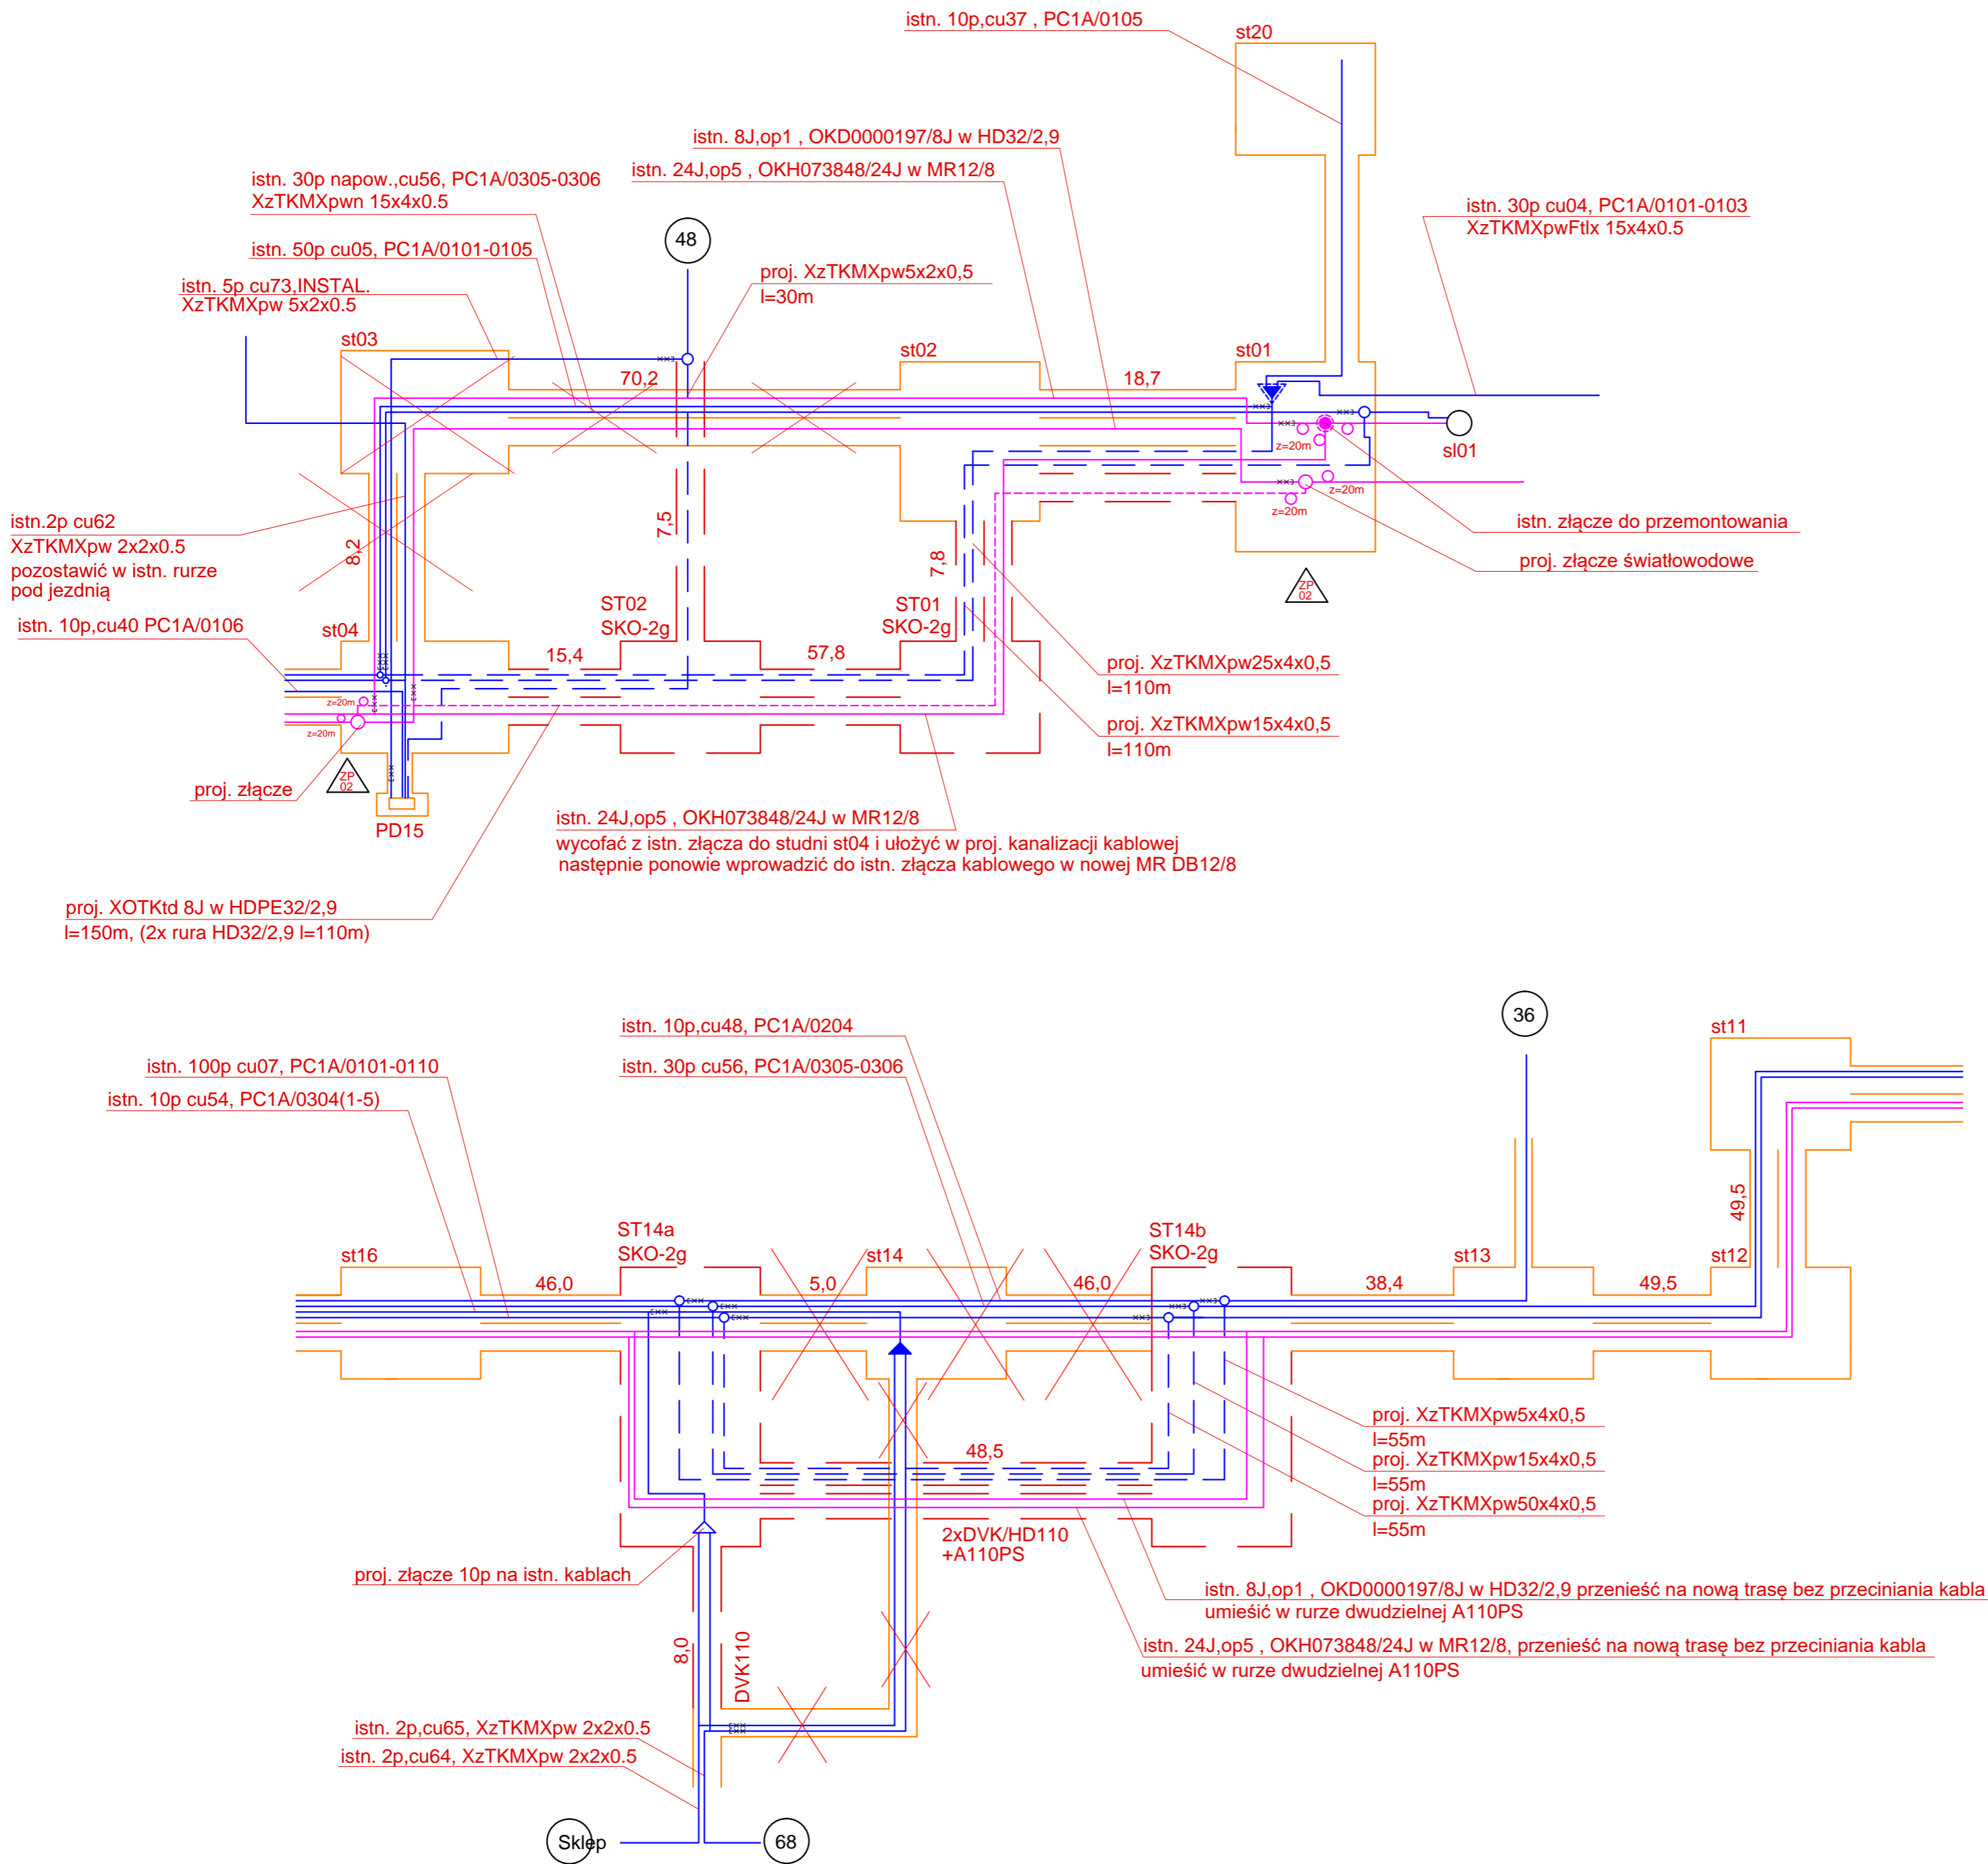 istn. 10p,cu37 , PC1A/0105
st20
istn. 8J,op1 , OKD0000197/8J w HD32/2,9
istn. 24J,op5 , OKH073848/24J w MR12/8
istn. 30p napow.,cu56, PC1A/0305-0306
XzTKMXpwn 15x4x0.5
istn. 30p cu04, PC1A/0101-0103
XzTKMXpwFtlx 15x4x0.5
48
istn. 50p cu05, PC1A/0101-0105
proj. XzTKMXpw5x2x0,5
l=30m
istn. 5p cu73,INSTAL.
XzTKMXpw 5x2x0.5
st03
st02
st01
70,2
18,7
sl01
z=20m
z=20m
z=20m
istn.2p cu62
XzTKMXpw 2x2x0.5
pozostawić w istn. rurze
pod jezdnią
8,2
7,5
7,8
istn. złącze do przemontowania
proj. złącze światłowodowe
ZP
02
ST02
SKO-2g
ST01
SKO-2g
istn. 10p,cu40 PC1A/0106
st04
15,4
57,8
proj. XzTKMXpw25x4x0,5
l=110m
z=20m
z=20m
proj. XzTKMXpw15x4x0,5
l=110m
ZP
02
proj. złącze
PD15
istn. 24J,op5 , OKH073848/24J w MR12/8
wycofać z istn. złącza do studni st04 i ułożyć w proj. kanalizacji kablowej
następnie ponowie wprowadzić do istn. złącza kablowego w nowej MR DB12/8
proj. XOTKtd 8J w HDPE32/2,9
l=150m, (2x rura HD32/2,9 l=110m)
36
istn. 10p,cu48, PC1A/0204
st11
istn. 100p cu07, PC1A/0101-0110
istn. 30p cu56, PC1A/0305-0306
istn. 10p cu54, PC1A/0304(1-5)
49,5
ST14a
SKO-2g
ST14b
SKO-2g
st16
st14
st13
st12
46,0
5,0
46,0
38,4
49,5
proj. XzTKMXpw5x4x0,5
l=55m
48,5
proj. XzTKMXpw15x4x0,5
l=55m
proj. XzTKMXpw50x4x0,5
l=55m
2xDVK/HD110
+A110PS
proj. złącze 10p na istn. kablach
istn. 8J,op1 , OKD0000197/8J w HD32/2,9 przenieść na nową trasę bez przeciniania kabla
umieśić w rurze dwudzielnej A110PS
8,0
DVK110
istn. 24J,op5 , OKH073848/24J w MR12/8, przenieść na nową trasę bez przeciniania kabla
umieśić w rurze dwudzielnej A110PS
istn. 2p,cu65, XzTKMXpw 2x2x0.5
istn. 2p,cu64, XzTKMXpw 2x2x0.5
Sklep
68